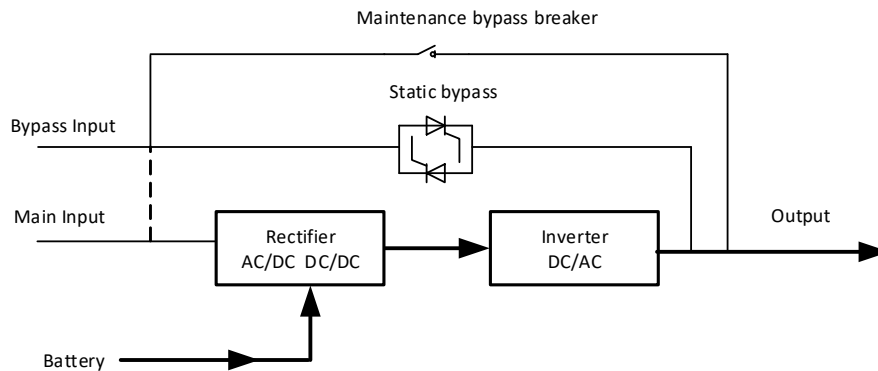 Maintenance bypass breaker
Static bypass
Bypass Input
Main Input
Rectifier
AC/DC DC/DC
Inverter
DC/AC
Output
Battery